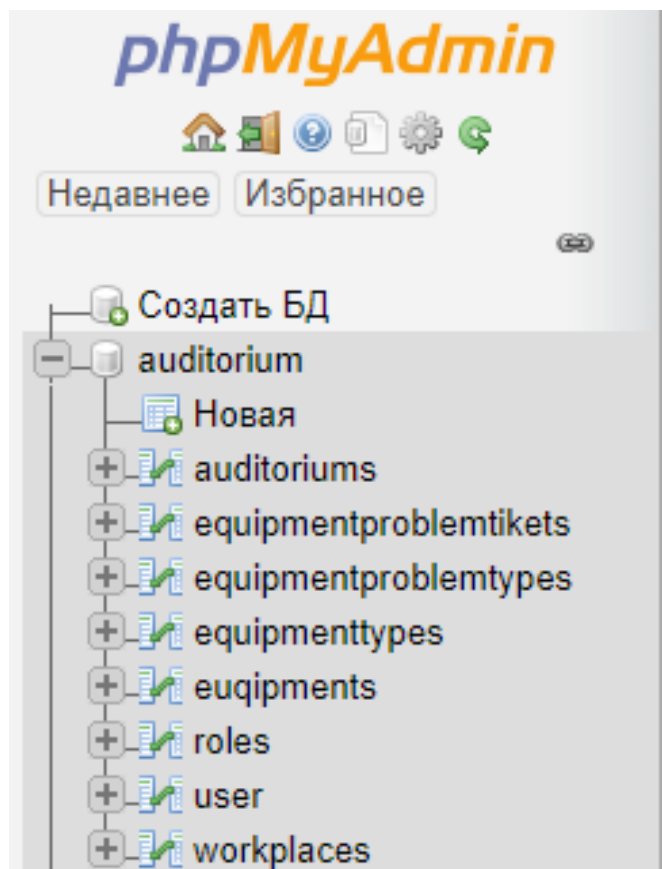 phpMyAdmin
Недавнее Избранное
Создать БД
auditorium
Новая
auditoriums
equipmentproblemtikets
equipmentproblemtypes
equipmenttypes
euqipments
roles
user
workplaces